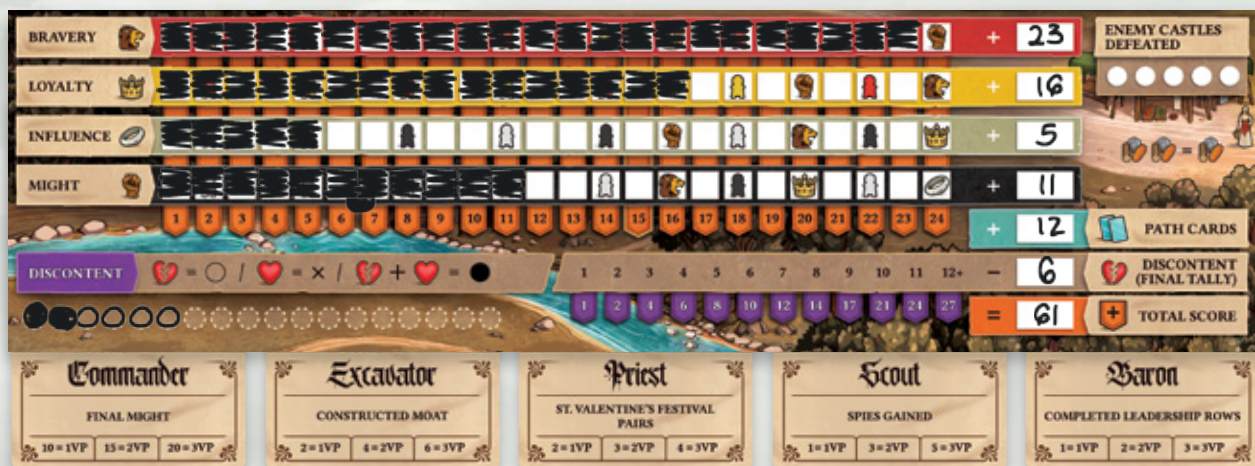 BRAVERY + 23 ENEMY CASTLES DEFEATED
LOYALTY + 16
INFLUENCE + 5 =
MIGHT + 11
1 2 3 4 5 6 7 8 9 10 11 12 13 14 15 16 17 18 19 20 21 22 23 24 + 12 PATH CARDS
DISCONTENT = / = × / + = 1 2 3 4 5 6 7 8 9 10 11 12+ − 6 DISCONTENT (FINAL TALLY)
1 2 4 6 8 10 12 14 17 21 24 27 = 61 TOTAL SCORE
Commander
FINAL MIGHT
10=1VP 15=2VP 20=3VP
Excavator
CONSTRUCTED MOAT
2=1VP 4=2VP 6=3VP
Priest
ST. VALENTINE'S FESTIVAL
PAIRS
2=1VP 3=2VP 4=3VP
Scout
SPIES GAINED
1=1VP 3=2VP 5=3VP
Baron
COMPLETED LEADERSHIP ROWS
1=1VP 2=2VP 3=3VP